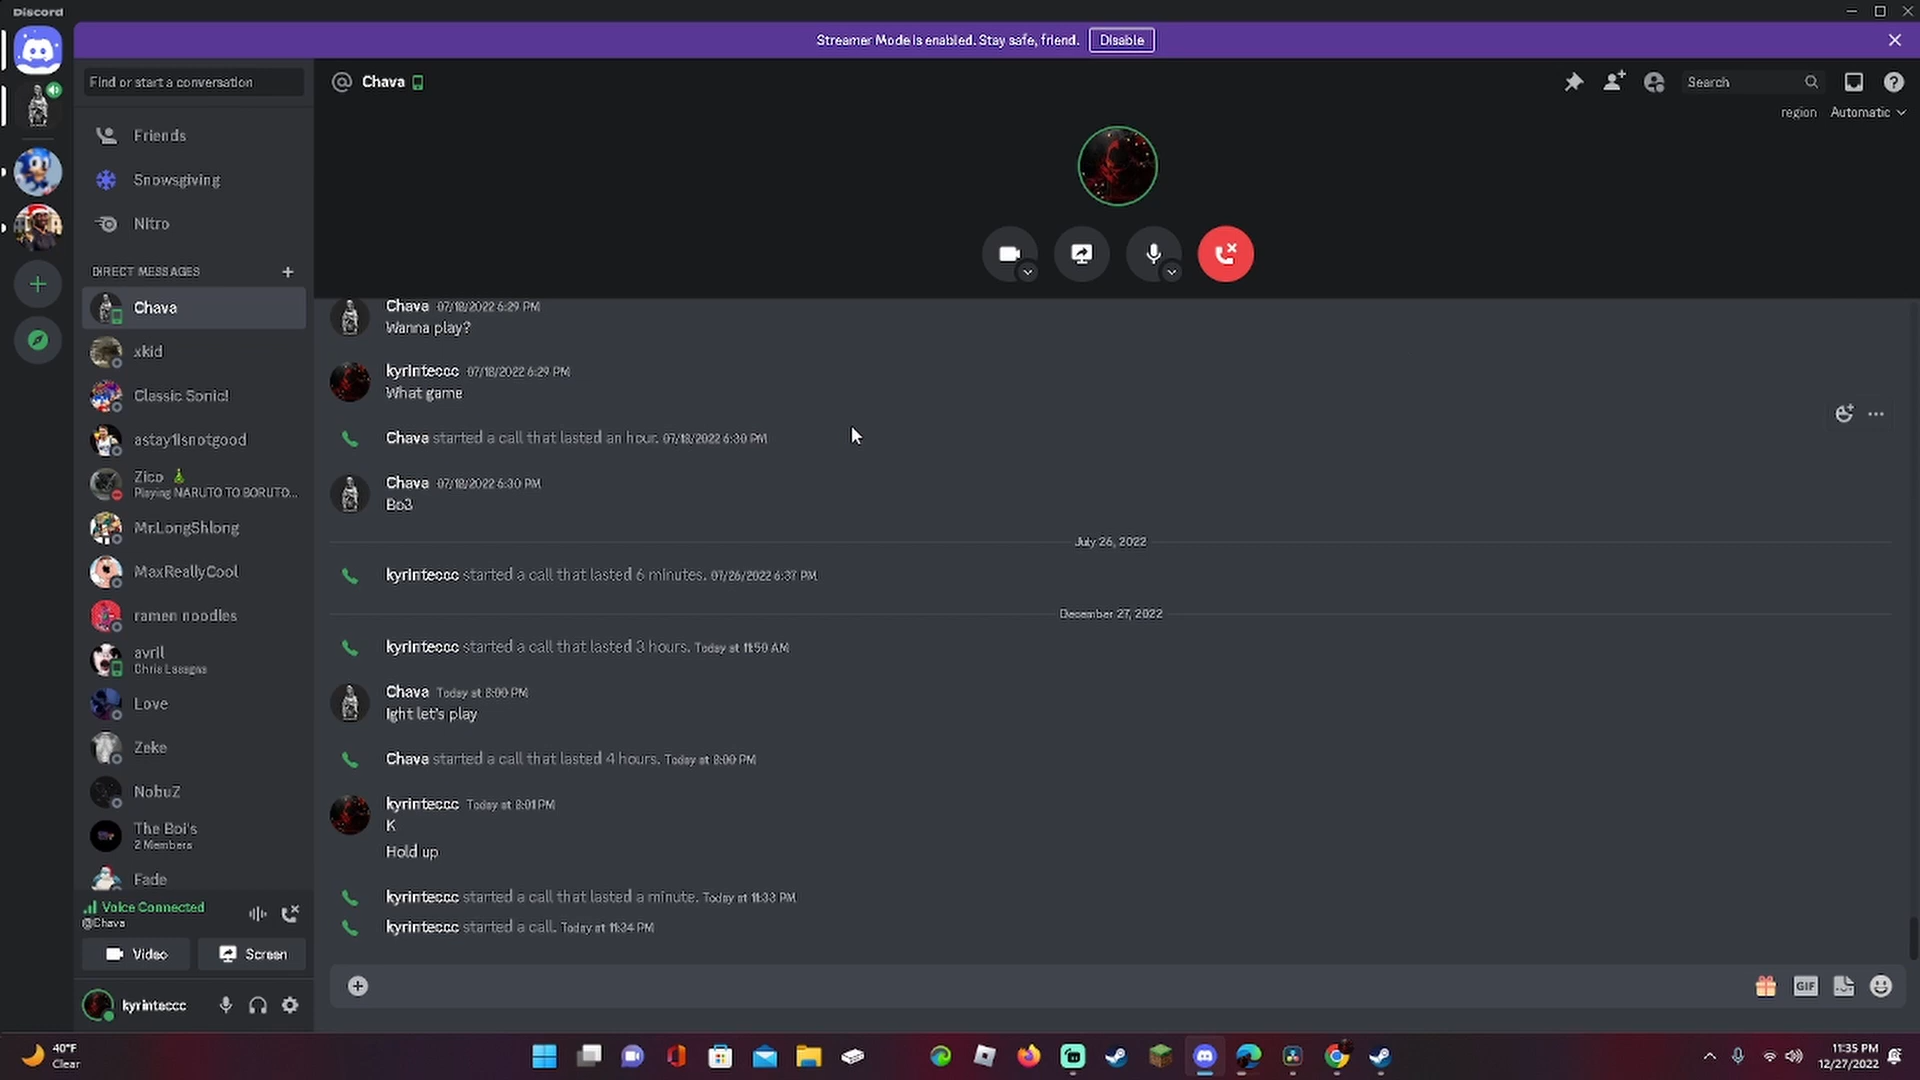 Discord
Streamer Mode is enabled. Stay safe, friend.
Disable
Find or start a conversation
Chava
Search
region
Automatic
Friends
Snowsgiving
Nitro
DIRECT MESSAGES
Chava
xkid
Classic Sonic!
astay1isnotgood
Zico
Playing NARUTO TO BORUTO...
Mr.LongShlong
MaxReallyCool
ramen noodles
avril
Chris Lasagna
Love
Zeke
NobuZ
The Boi's
2 Members
Fade
Voice Connected
@Chava
Video
Screen
kyrinteccc
Chava 07/18/2022 6:29 PM
Wanna play?
kyrinteccc 07/18/2022 6:29 PM
What game
Chava started a call that lasted an hour. 07/18/2022 6:30 PM
Chava 07/18/2022 6:30 PM
Bo3
July 26, 2022
kyrinteccc started a call that lasted 6 minutes. 07/26/2022 6:37 PM
December 27, 2022
kyrinteccc started a call that lasted 3 hours. Today at 11:50 AM
Chava Today at 8:00 PM
Ight let's play
Chava started a call that lasted 4 hours. Today at 8:00 PM
kyrinteccc Today at 8:01 PM
K
Hold up
kyrinteccc started a call that lasted a minute. Today at 11:33 PM
kyrinteccc started a call. Today at 11:34 PM
GIF
40°F
Clear
11:35 PM
12/27/2022